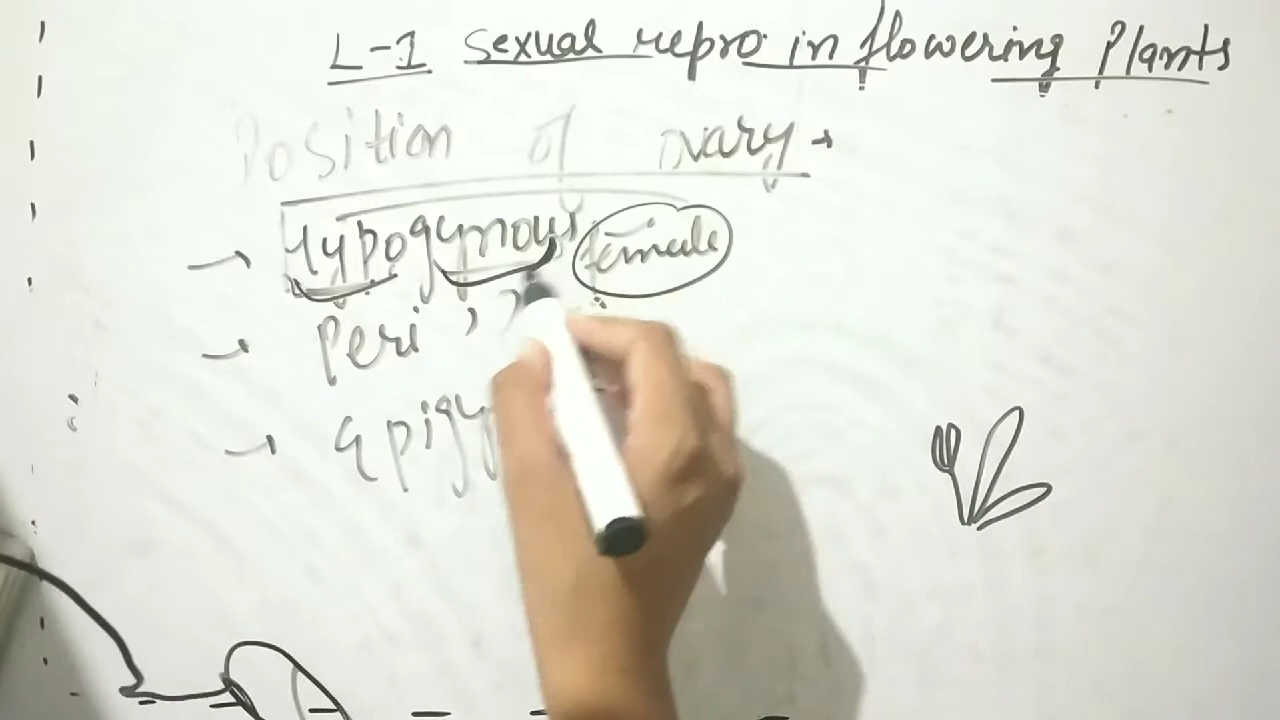 L-1 Sexual repro in flowering Plants
Position of ovary
Hypogynous female
Peri , ,
Epigy